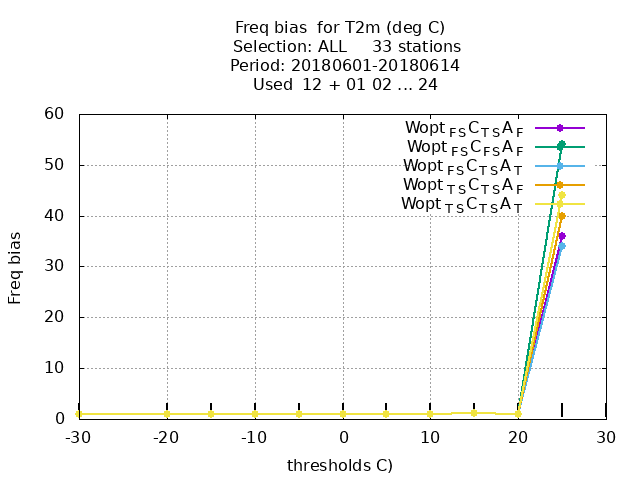 Freq bias  for T2m (deg C)
Selection: ALL     33 stations
Period: 20180601-20180614
Used  12 + 01 02 ... 24
Wopt FS C TS A F
Wopt FS C FS A F
Wopt FS C TS A T
Wopt TS C TS A F
Wopt TS C TS A T
60
50
40
30
20
10
0
Freq bias
-30 -20 -10 0 10 20 30
thresholds C)